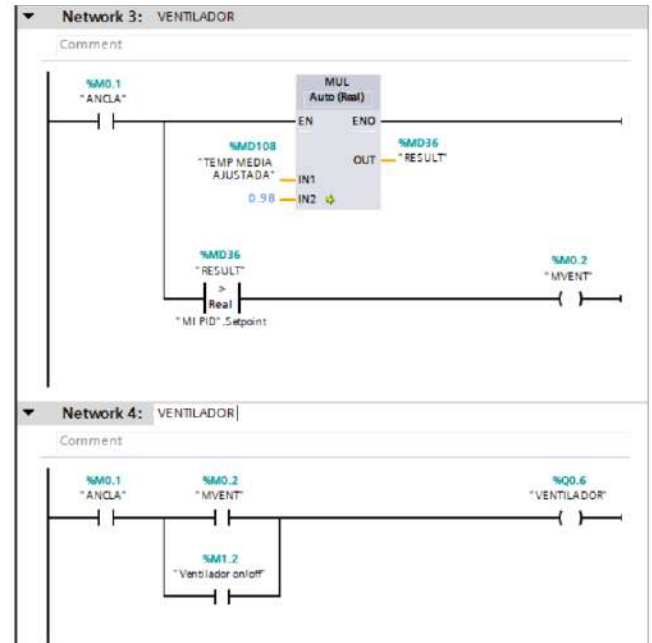 Network 3: VENTILADOR
Comment
%M0.1
"ANCLA"
MUL
Auto (Real)
EN ENO
%MD108
"TEMP MEDIA
AJUSTADA"
IN1
0.98
IN2
OUT
%MD36
"RESULT"
%MD36
"RESULT"
>
Real
"MI PID".Setpoint
%M0.2
"MVENT"
Network 4: VENTILADOR
Comment
%M0.1
"ANCLA"
%M0.2
"MVENT"
%Q0.6
"VENTILADOR"
%M1.2
"Ventilador on/off"